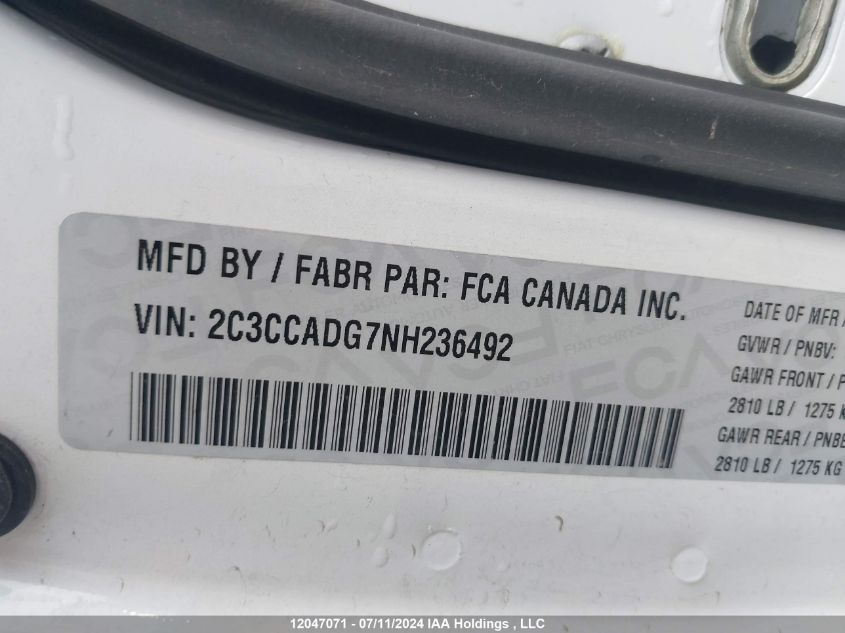 MFD BY / FABR PAR: FCA CANADA INC.
VIN: 2C3CCADG7NH236492
DATE OF MFR
GVWR / PNBV:
GAWR FRONT /
2810 LB / 1275
GAWR REAR /
2810 LB / 1275 KG
12047071 - 07/11/2024 IAA Holdings , LLC